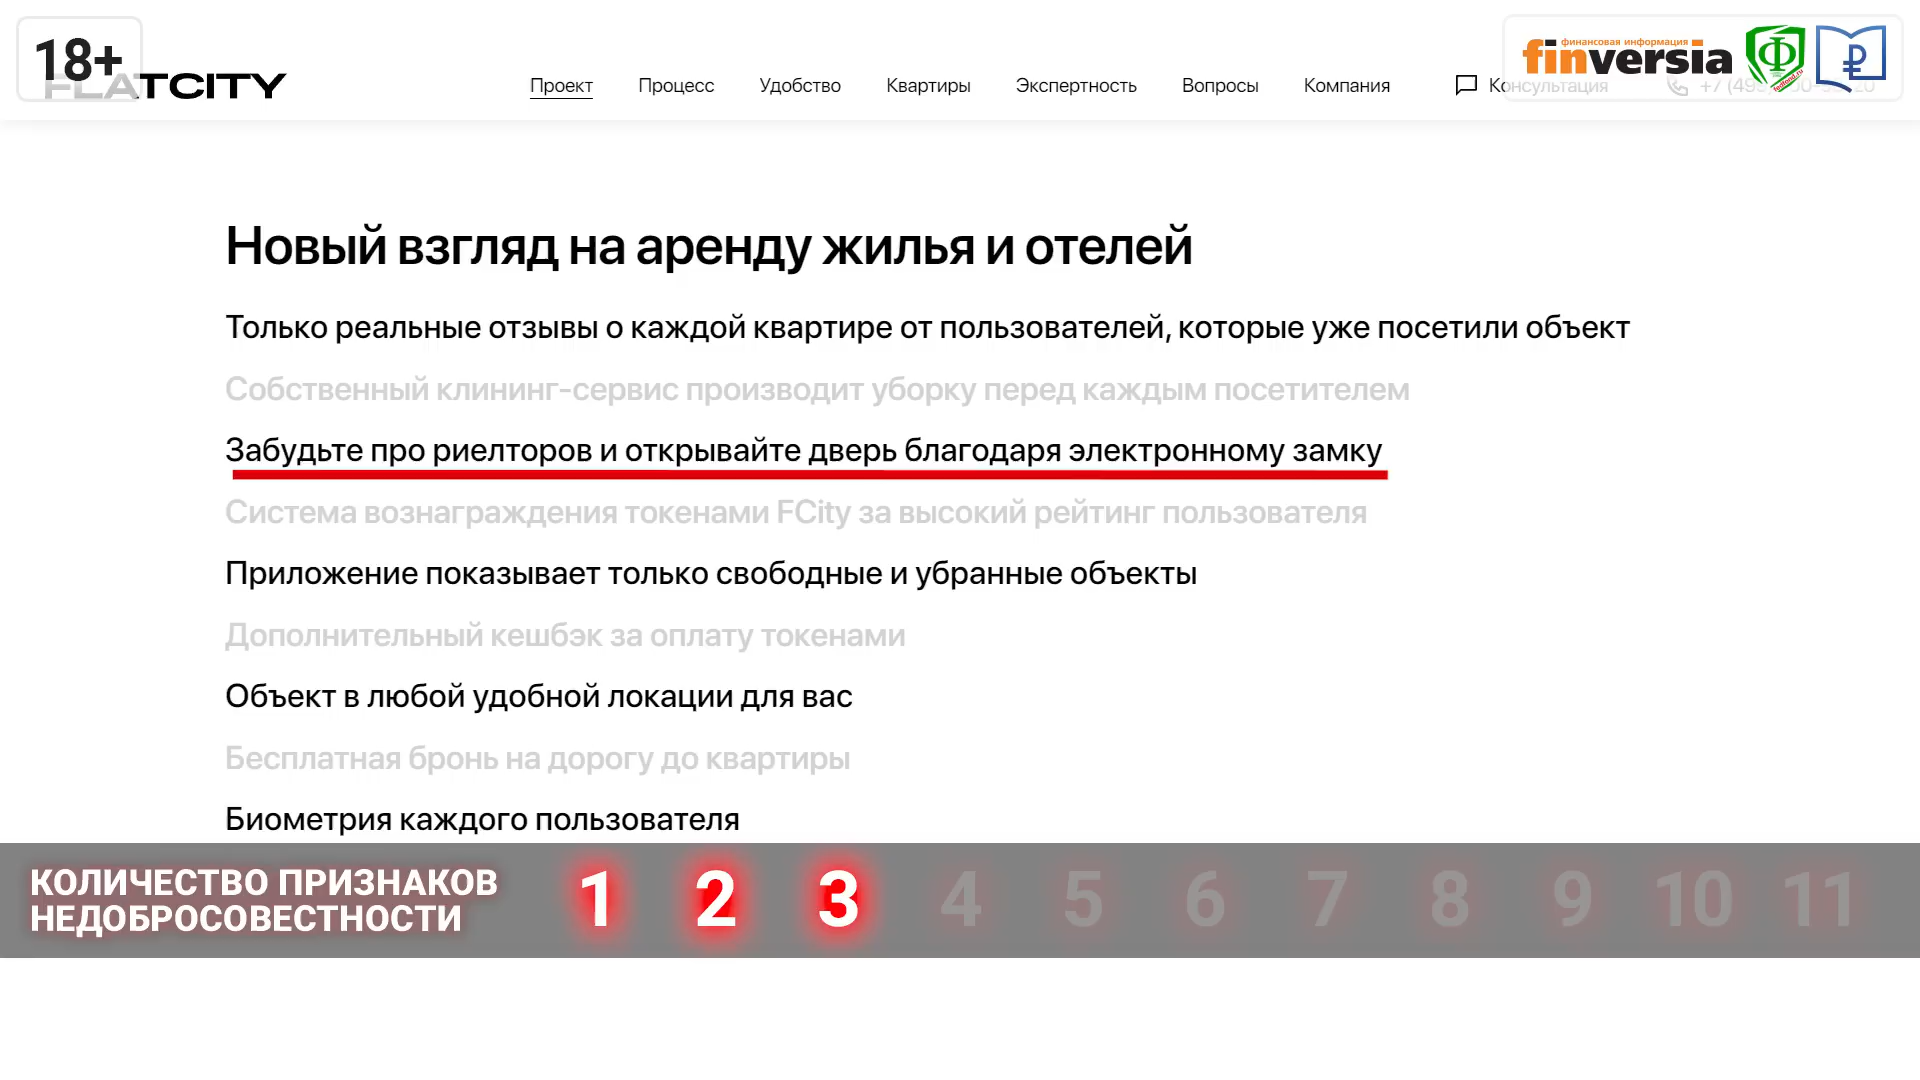 18+
FLATCITY
Проект
Процесс
Удобство
Квартиры
Экспертность
Вопросы
Компания
Консультация
финансовая информация
finversia
Ф
fedfond.ru
Новый взгляд на аренду жилья и отелей
Только реальные отзывы о каждой квартире от пользователей, которые уже посетили объект
Собственный клининг-сервис производит уборку перед каждым посетителем
Забудьте про риелторов и открывайте дверь благодаря электронному замку
Система вознаграждения токенами FCity за высокий рейтинг пользователя
Приложение показывает только свободные и убранные объекты
Дополнительный кешбэк за оплату токенами
Объект в любой удобной локации для вас
Бесплатная бронь на дорогу до квартиры
Биометрия каждого пользователя
КОЛИЧЕСТВО ПРИЗНАКОВ
НЕДОБРОСОВЕСТНОСТИ
1 2 3 4 5 6 7 8 9 10 11